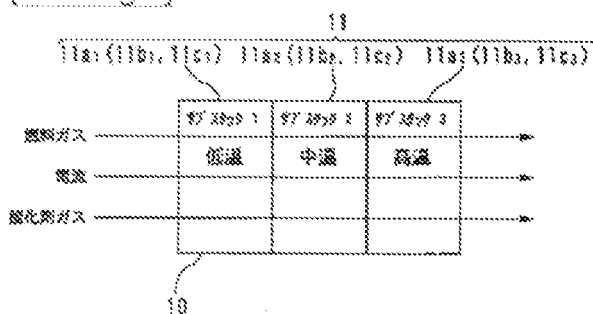 11
11a₁(11b₁, 11c₁) 11a₂(11b₂, 11c₂) 11a₃(11b₃, 11c₃)
サブスタック 1 サブスタック 2 サブスタック 3
燃料ガス
低温 中温 高温
電流
酸化剤ガス
10